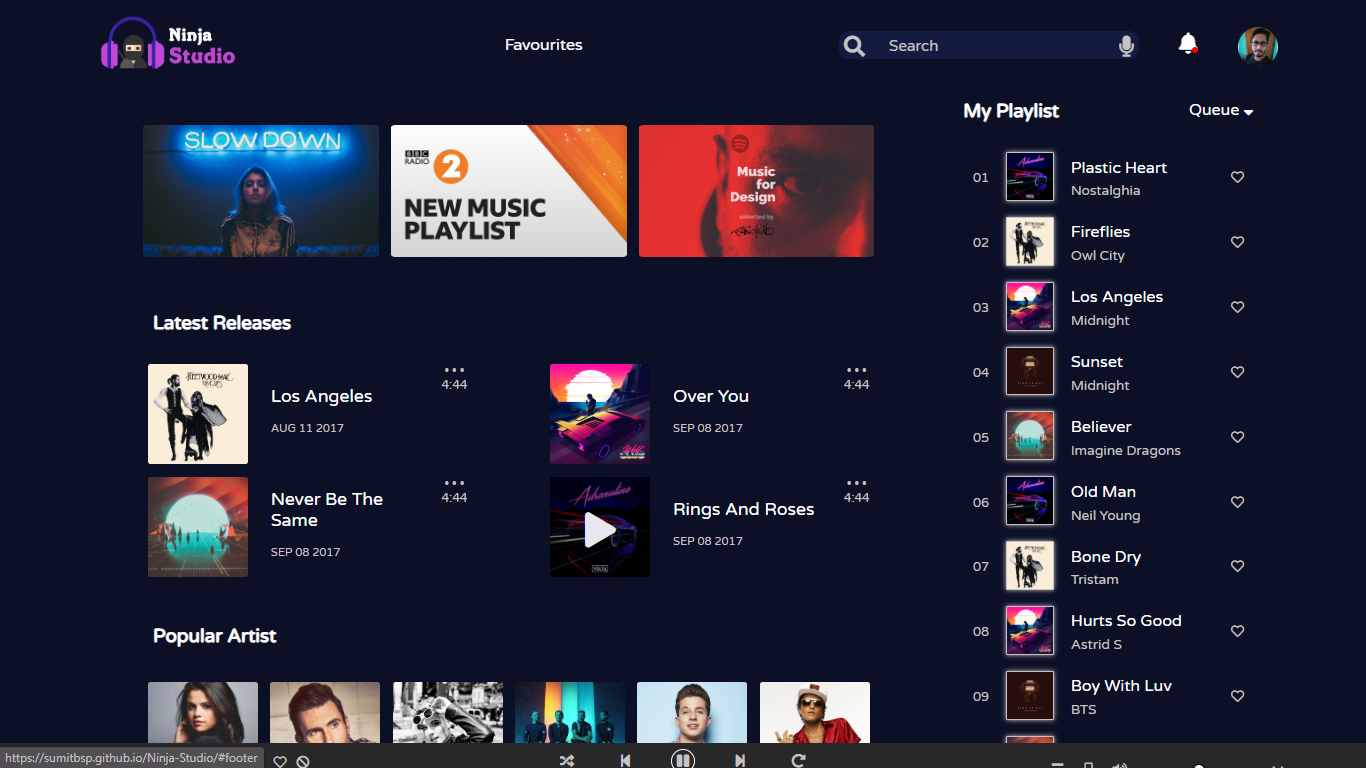 Ninja
Studio
Favourites
Search
SLOW DOWN
BBC
RADIO
2
NEW MUSIC
PLAYLIST
Music
for
Design
selected by
My Playlist
Queue
01
Plastic Heart
Nostalghia
02
Fireflies
Owl City
03
Los Angeles
Midnight
04
Sunset
Midnight
05
Believer
Imagine Dragons
06
Old Man
Neil Young
07
Bone Dry
Tristam
08
Hurts So Good
Astrid S
09
Boy With Luv
BTS
Latest Releases
FLEETWOOD MAC
Los Angeles
AUG 11 2017
4:44
Over You
SEP 08 2017
4:44
Never Be The
Same
SEP 08 2017
4:44
Adrenaline
Rings And Roses
SEP 08 2017
4:44
Popular Artist
https://sumitbsp.github.io/Ninja-Studio/#footer